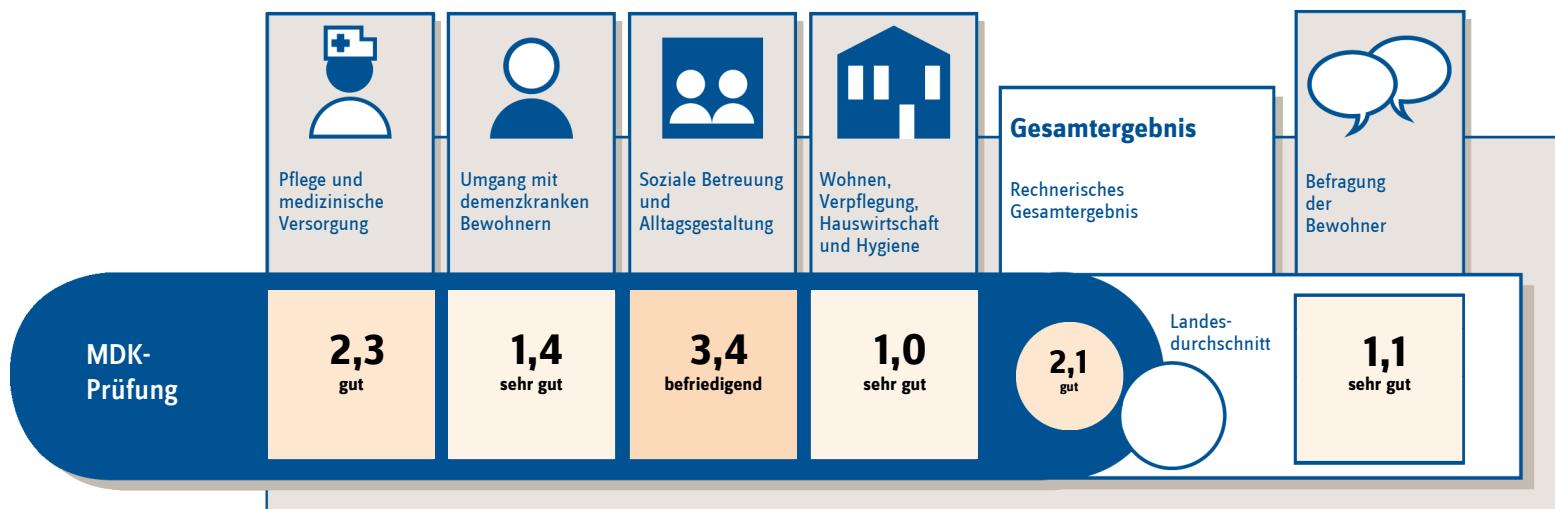 Pflege und
medizinische
Versorgung
Umgang mit
demenzkranken
Bewohnern
Soziale Betreuung
und
Alltagsgestaltung
Wohnen,
Verpflegung,
Hauswirtschaft
und Hygiene
Gesamtergebnis
Rechnerisches
Gesamtergebnis
Befragung
der
Bewohner
MDK-
Prüfung
2,3
gut
1,4
sehr gut
3,4
befriedigend
1,0
sehr gut
2,1
gut
Landes-
durchschnitt
1,1
sehr gut